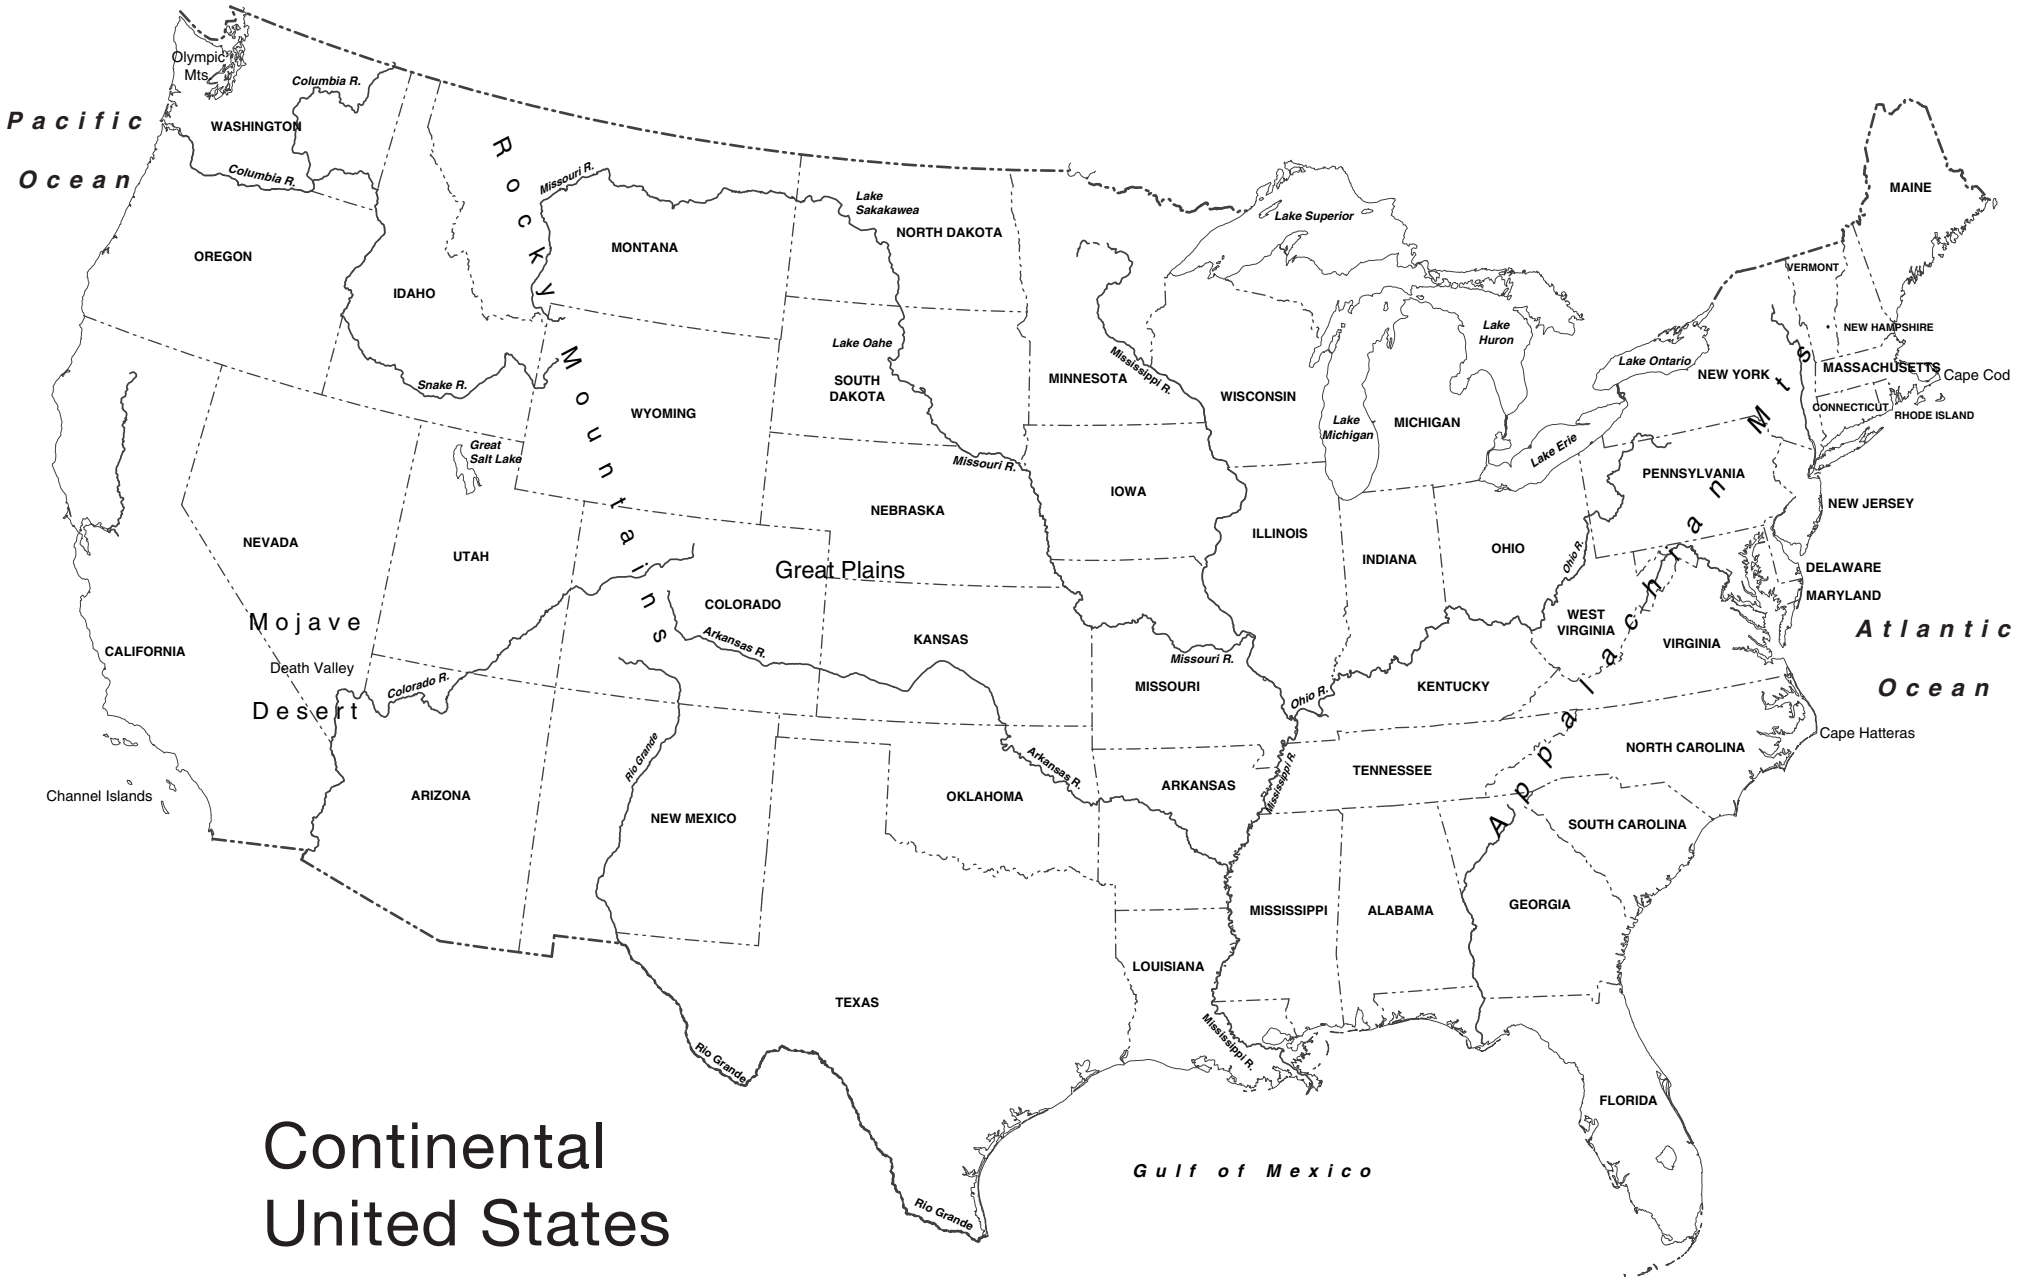 Olympic
Mts.
Columbia R.
Pacific
Ocean
WASHINGTON
Columbia R.
Rocky Mountains
Missouri R.
Lake
Sakakawea
NORTH DAKOTA
Lake Superior
MAINE
OREGON
MONTANA
IDAHO
VERMONT
NEW HAMPSHIRE
Lake
Huron
Lake Oahe
Mississippi R.
Lake Ontario
NEW YORK
MASSACHUSETTS
Cape Cod
SOUTH
DAKOTA
MINNESOTA
Snake R.
WISCONSIN
WYOMING
Lake
Michigan
MICHIGAN
CONNECTICUT
RHODE ISLAND
Great
Salt Lake
Missouri R.
Lake Erie
PENNSYLVANIA
IOWA
NEBRASKA
NEW JERSEY
NEVADA
UTAH
ILLINOIS
INDIANA
OHIO
Ohio R.
Great Plains
DELAWARE
MARYLAND
COLORADO
Mojave
Desert
WEST
VIRGINIA
VIRGINIA
Atlantic
Ocean
CALIFORNIA
Death Valley
Arkansas R.
KANSAS
Missouri R.
Colorado R.
MISSOURI
Ohio R.
KENTUCKY
Appalachian Mts
Rio Grande
NORTH CAROLINA
Cape Hatteras
Arkansas R.
Mississippi R.
TENNESSEE
ARKANSAS
Channel Islands
ARIZONA
OKLAHOMA
NEW MEXICO
SOUTH CAROLINA
MISSISSIPPI
ALABAMA
GEORGIA
LOUISIANA
TEXAS
Mississippi R.
Rio Grande
FLORIDA
Gulf of Mexico
Rio Grande
Continental
United States